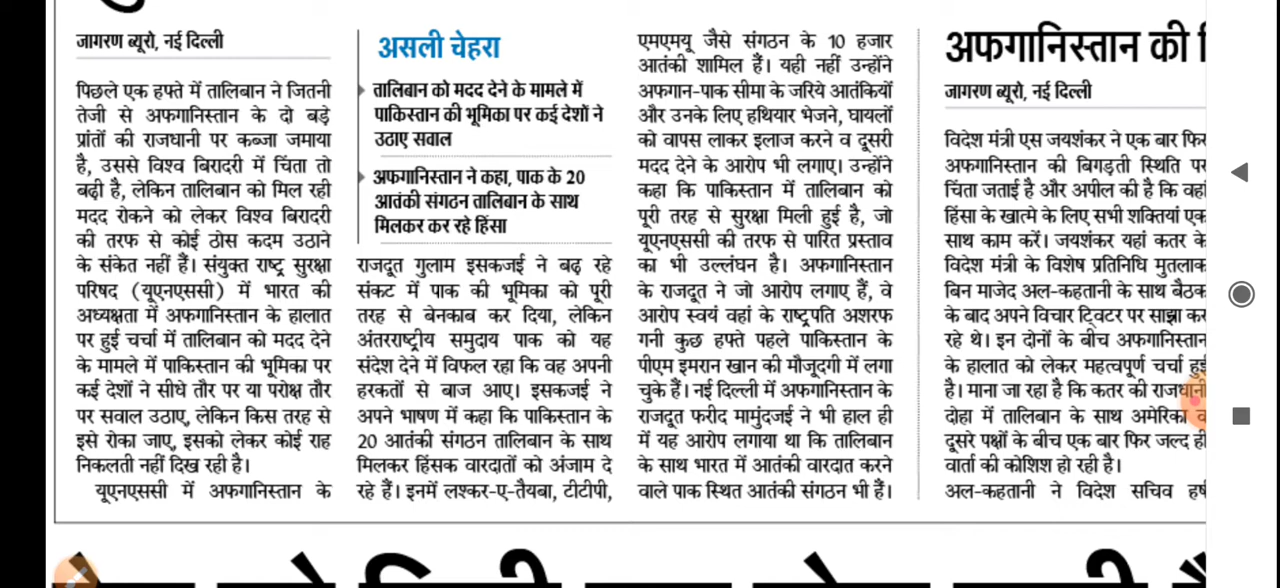 जागरण ब्यूरो, नई दिल्ली
पिछले एक हफ्ते में तालिबान ने जितनी
तेजी से अफगानिस्तान के दो बड़े
प्रांतों की राजधानी पर कब्जा जमाया
है, उससे विश्व बिरादरी में चिंता तो
बढ़ी है, लेकिन तालिबान को मिल रही
मदद रोकने को लेकर विश्व बिरादरी
की तरफ से कोई ठोस कदम उठाने
के संकेत नहीं हैं। संयुक्त राष्ट्र सुरक्षा
परिषद (यूएनएससी) में भारत की
अध्यक्षता में अफगानिस्तान के हालात
पर हुई चर्चा में तालिबान को मदद देने
के मामले में पाकिस्तान की भूमिका पर
कई देशों ने सीधे तौर पर या परोक्ष तौर
पर सवाल उठाए, लेकिन किस तरह से
इसे रोका जाए, इसको लेकर कोई राह
निकलती नहीं दिख रही है।
यूएनएससी में अफगानिस्तान के
असली चेहरा
तालिबान को मदद देने के मामले में
पाकिस्तान की भूमिका पर कई देशों ने
उठाए सवाल
अफगानिस्तान ने कहा, पाक के 20
आतंकी संगठन तालिबान के साथ
मिलकर कर रहे हिंसा
राजदूत गुलाम इसकजई ने बढ़ रहे
संकट में पाक की भूमिका को पूरी
तरह से बेनकाब कर दिया, लेकिन
अंतरराष्ट्रीय समुदाय पाक को यह
संदेश देने में विफल रहा कि वह अपनी
हरकतों से बाज आए। इसकजई ने
अपने भाषण में कहा कि पाकिस्तान के
20 आतंकी संगठन तालिबान के साथ
मिलकर हिंसक वारदातों को अंजाम दे
रहे हैं। इनमें लश्कर-ए-तैयबा, टीटीपी,
एमएमयू जैसे संगठन के 10 हजार
आतंकी शामिल हैं। यही नहीं उन्होंने
अफगान-पाक सीमा के जरिये आतंकियों
और उनके लिए हथियार भेजने, घायलों
को वापस लाकर इलाज करने व दूसरी
मदद देने के आरोप भी लगाए। उन्होंने
कहा कि पाकिस्तान में तालिबान को
पूरी तरह से सुरक्षा मिली हुई है, जो
यूएनएससी की तरफ से पारित प्रस्ताव
का भी उल्लंघन है। अफगानिस्तान
के राजदूत ने जो आरोप लगाए हैं, वे
आरोप स्वयं वहां के राष्ट्रपति अशरफ
गनी कुछ हफ्ते पहले पाकिस्तान के
पीएम इमरान खान की मौजूदगी में लगा
चुके हैं। नई दिल्ली में अफगानिस्तान के
राजदूत फरीद मामुंदजई ने भी हाल ही
में यह आरोप लगाया था कि तालिबान
के साथ भारत में आतंकी वारदात करने
वाले पाक स्थित आतंकी संगठन भी हैं।
अफगानिस्तान की
जागरण ब्यूरो, नई दिल्ली
विदेश मंत्री एस जयशंकर ने एक बार फिर
अफगानिस्तान की बिगड़ती स्थिति पर
चिंता जताई है और अपील की है कि वहां
हिंसा के खात्मे के लिए सभी शक्तियां एक
साथ काम करें। जयशंकर यहां कतर के
विदेश मंत्री के विशेष प्रतिनिधि मुतलाक
बिन माजेद अल-कहतानी के साथ बैठक
के बाद अपने विचार ट्विटर पर साझा कर
रहे थे। इन दोनों के बीच अफगानिस्तान
के हालात को लेकर महत्वपूर्ण चर्चा हुई
है। माना जा रहा है कि कतर की राजधानी
दोहा में तालिबान के साथ अमेरिका व
दूसरे पक्षों के बीच एक बार फिर जल्द ही
वार्ता की कोशिश हो रही है।
अल-कहतानी ने विदेश सचिव हर्ष